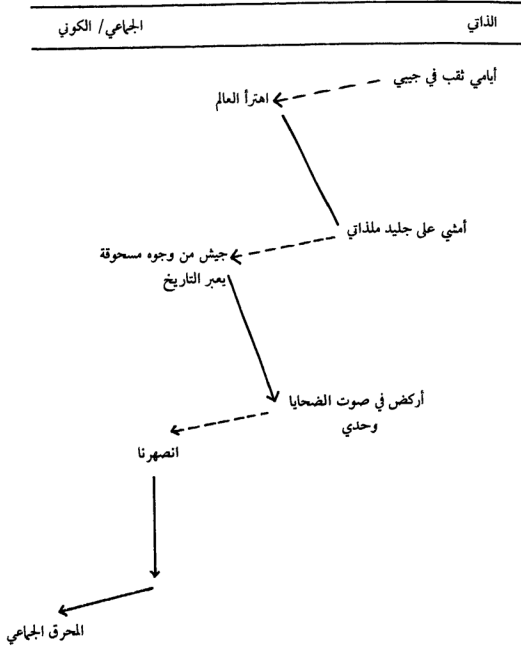 الذاتي
الجماعي / الكوني
أيامي ثقب في جيبي
اهترأ العالم
أمشي على جليد ملذاتي
جيش من وجوه مسحوقة
يعبر التاريخ
أركض في صوت الضحايا
وحدي
انصهرنا
المحرق الجماعي